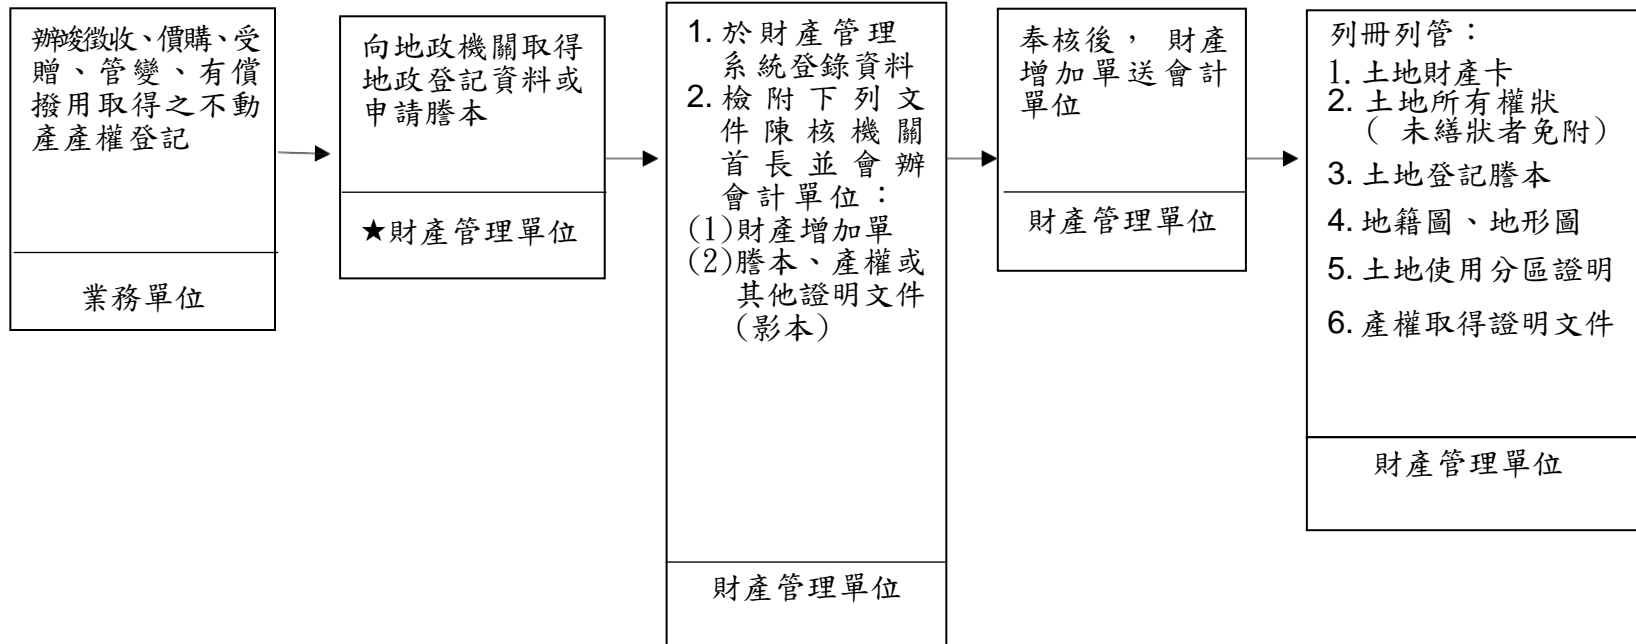 辦竣徵收、價購、受
贈、管變、有償
撥用取得之不動
產產權登記
業務單位
向地政機關取得
地政登記資料或
申請謄本
★財產管理單位
1. 於財產管理
系統登錄資料
2. 檢附下列文
件陳核機關
首長並會辦
會計單位：
(1)財產增加單
(2)謄本、產權或
其他證明文件
(影本)
財產管理單位
奉核後， 財產
增加單送會計
單位
財產管理單位
列冊列管：
1. 土地財產卡
2. 土地所有權狀
( 未繕狀者免附)
3. 土地登記謄本
4. 地籍圖、地形圖
5. 土地使用分區證明
6. 產權取得證明文件
財產管理單位